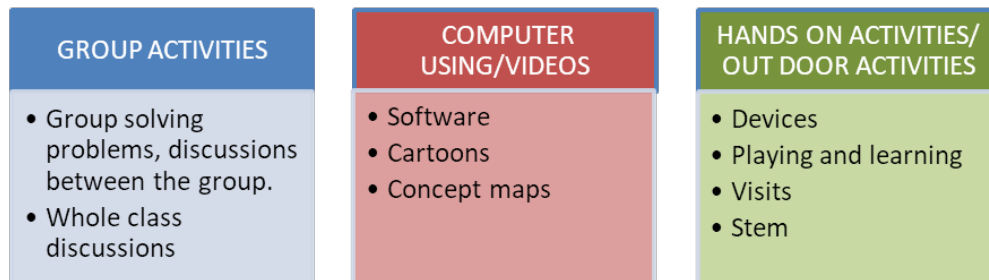 GROUP ACTIVITIES
• Group solving
problems, discussions
between the group.
• Whole class
discussions
COMPUTER
USING/VIDEOS
• Software
• Cartoons
• Concept maps
HANDS ON ACTIVITIES/
OUT DOOR ACTIVITIES
• Devices
• Playing and learning
• Visits
• Stem